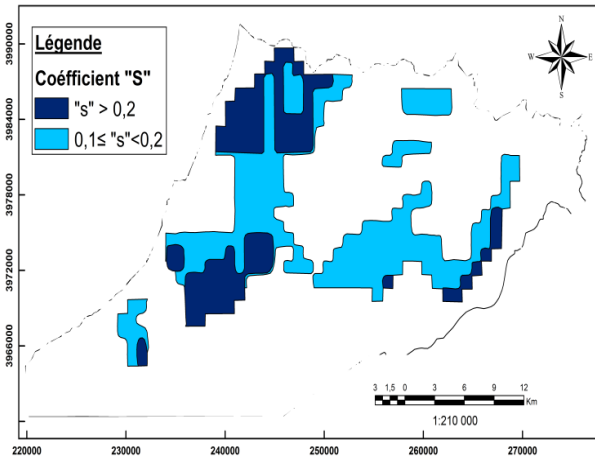 Légende
Coéfficient "S"
"s" > 0,2
0,1≤ "s"<0,2
N
W E
S
3990000
3984000
3978000
3972000
3966000
3 1,5 0 3 6 9 12
Km
1:210 000
220000 230000 240000 250000 260000 270000